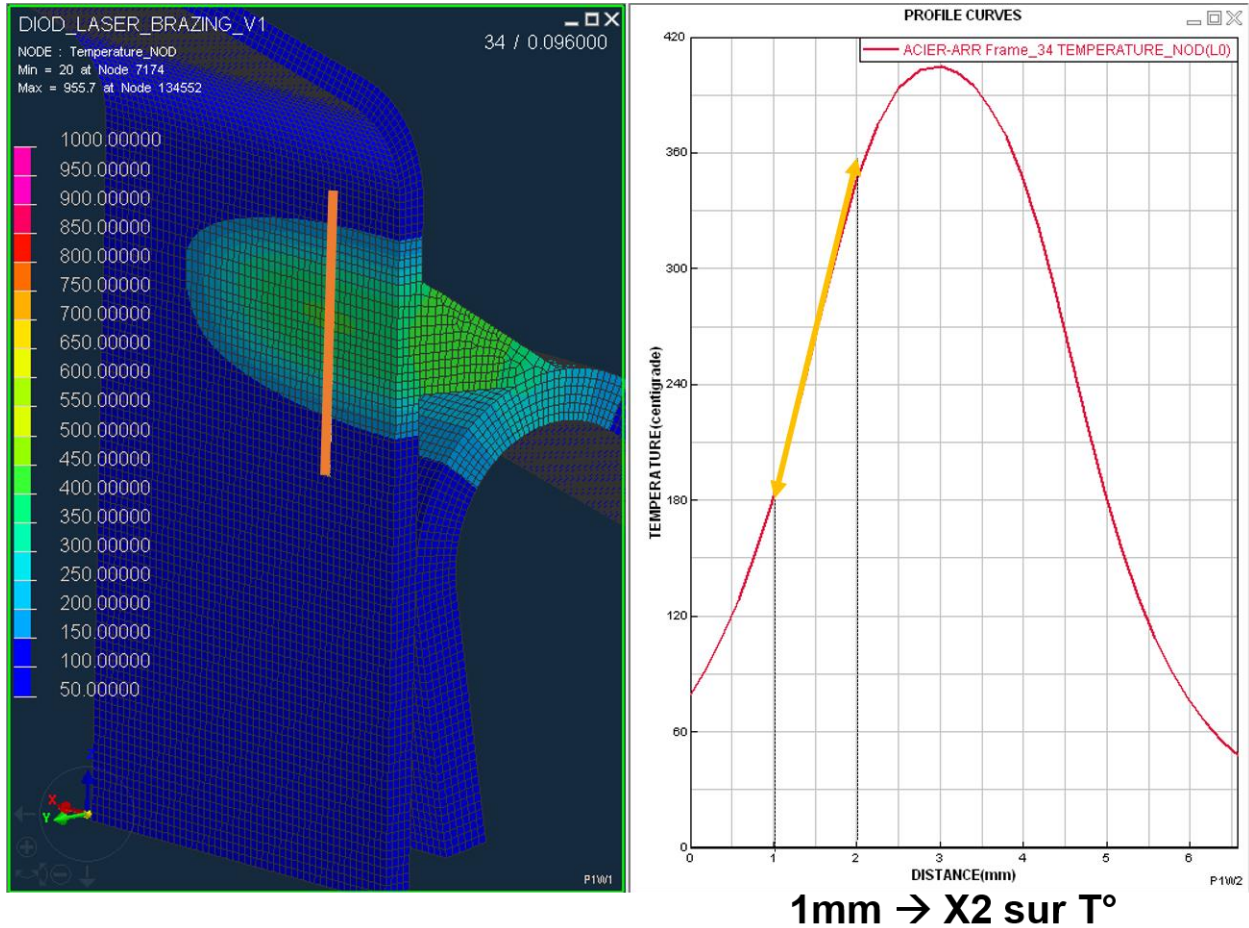 DIOD_LASER_BRAZING_V1
34 / 0.096000
NODE : Temperature_NOD
Min = 20 at Node 7174
Max = 955.7 at Node 134552
1000.00000
950.00000
900.00000
850.00000
800.00000
750.00000
700.00000
650.00000
600.00000
550.00000
500.00000
450.00000
400.00000
350.00000
300.00000
250.00000
200.00000
150.00000
100.00000
50.00000
X
Y
P1W1
PROFILE CURVES
ACIER-ARR Frame_34 TEMPERATURE_NOD(L0)
TEMPERATURE(centigrade)
420
360
300
240
180
120
60
0
0 1 2 3 4 5 6
DISTANCE(mm)
P1W2
1mm → X2 sur T°